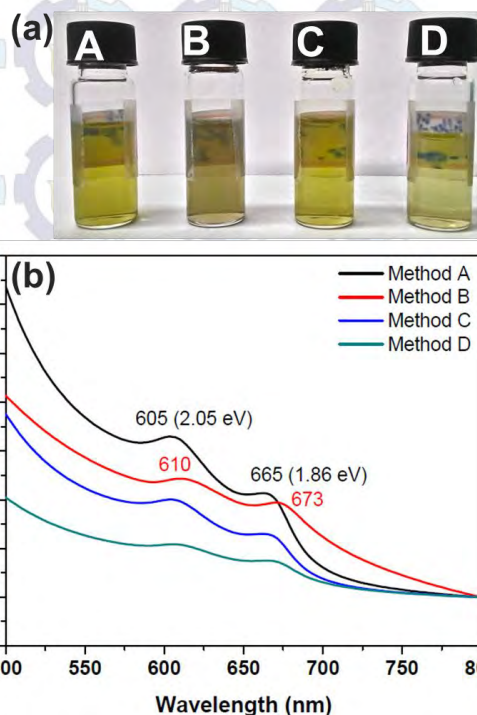 (a)
A B C D
(b)
Method A
Method B
Method C
Method D
605 (2.05 eV)
610
665 (1.86 eV)
673
00 550 600 650 700 750 80
Wavelength (nm)